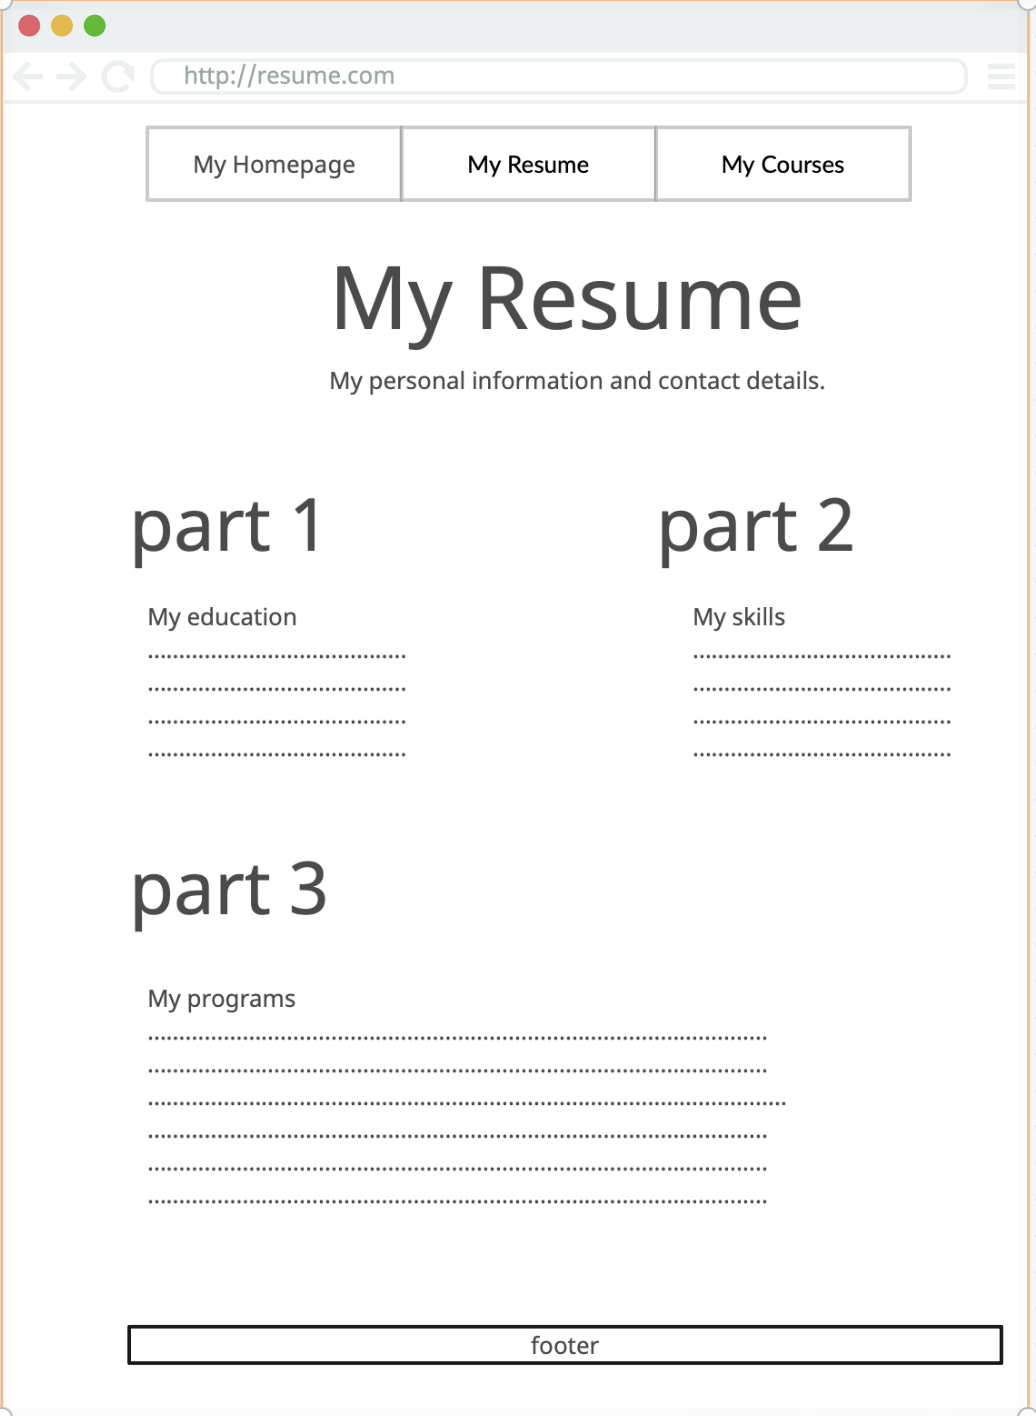 http://resume.com
My Homepage
My Resume
My Courses
My Resume
My personal information and contact details.
part 1
part 2
My education
.........................................
.........................................
.........................................
.........................................
My skills
.........................................
.........................................
.........................................
.........................................
part 3
My programs
..................................................................................................
..................................................................................................
.....................................................................................................
..................................................................................................
..................................................................................................
..................................................................................................
footer